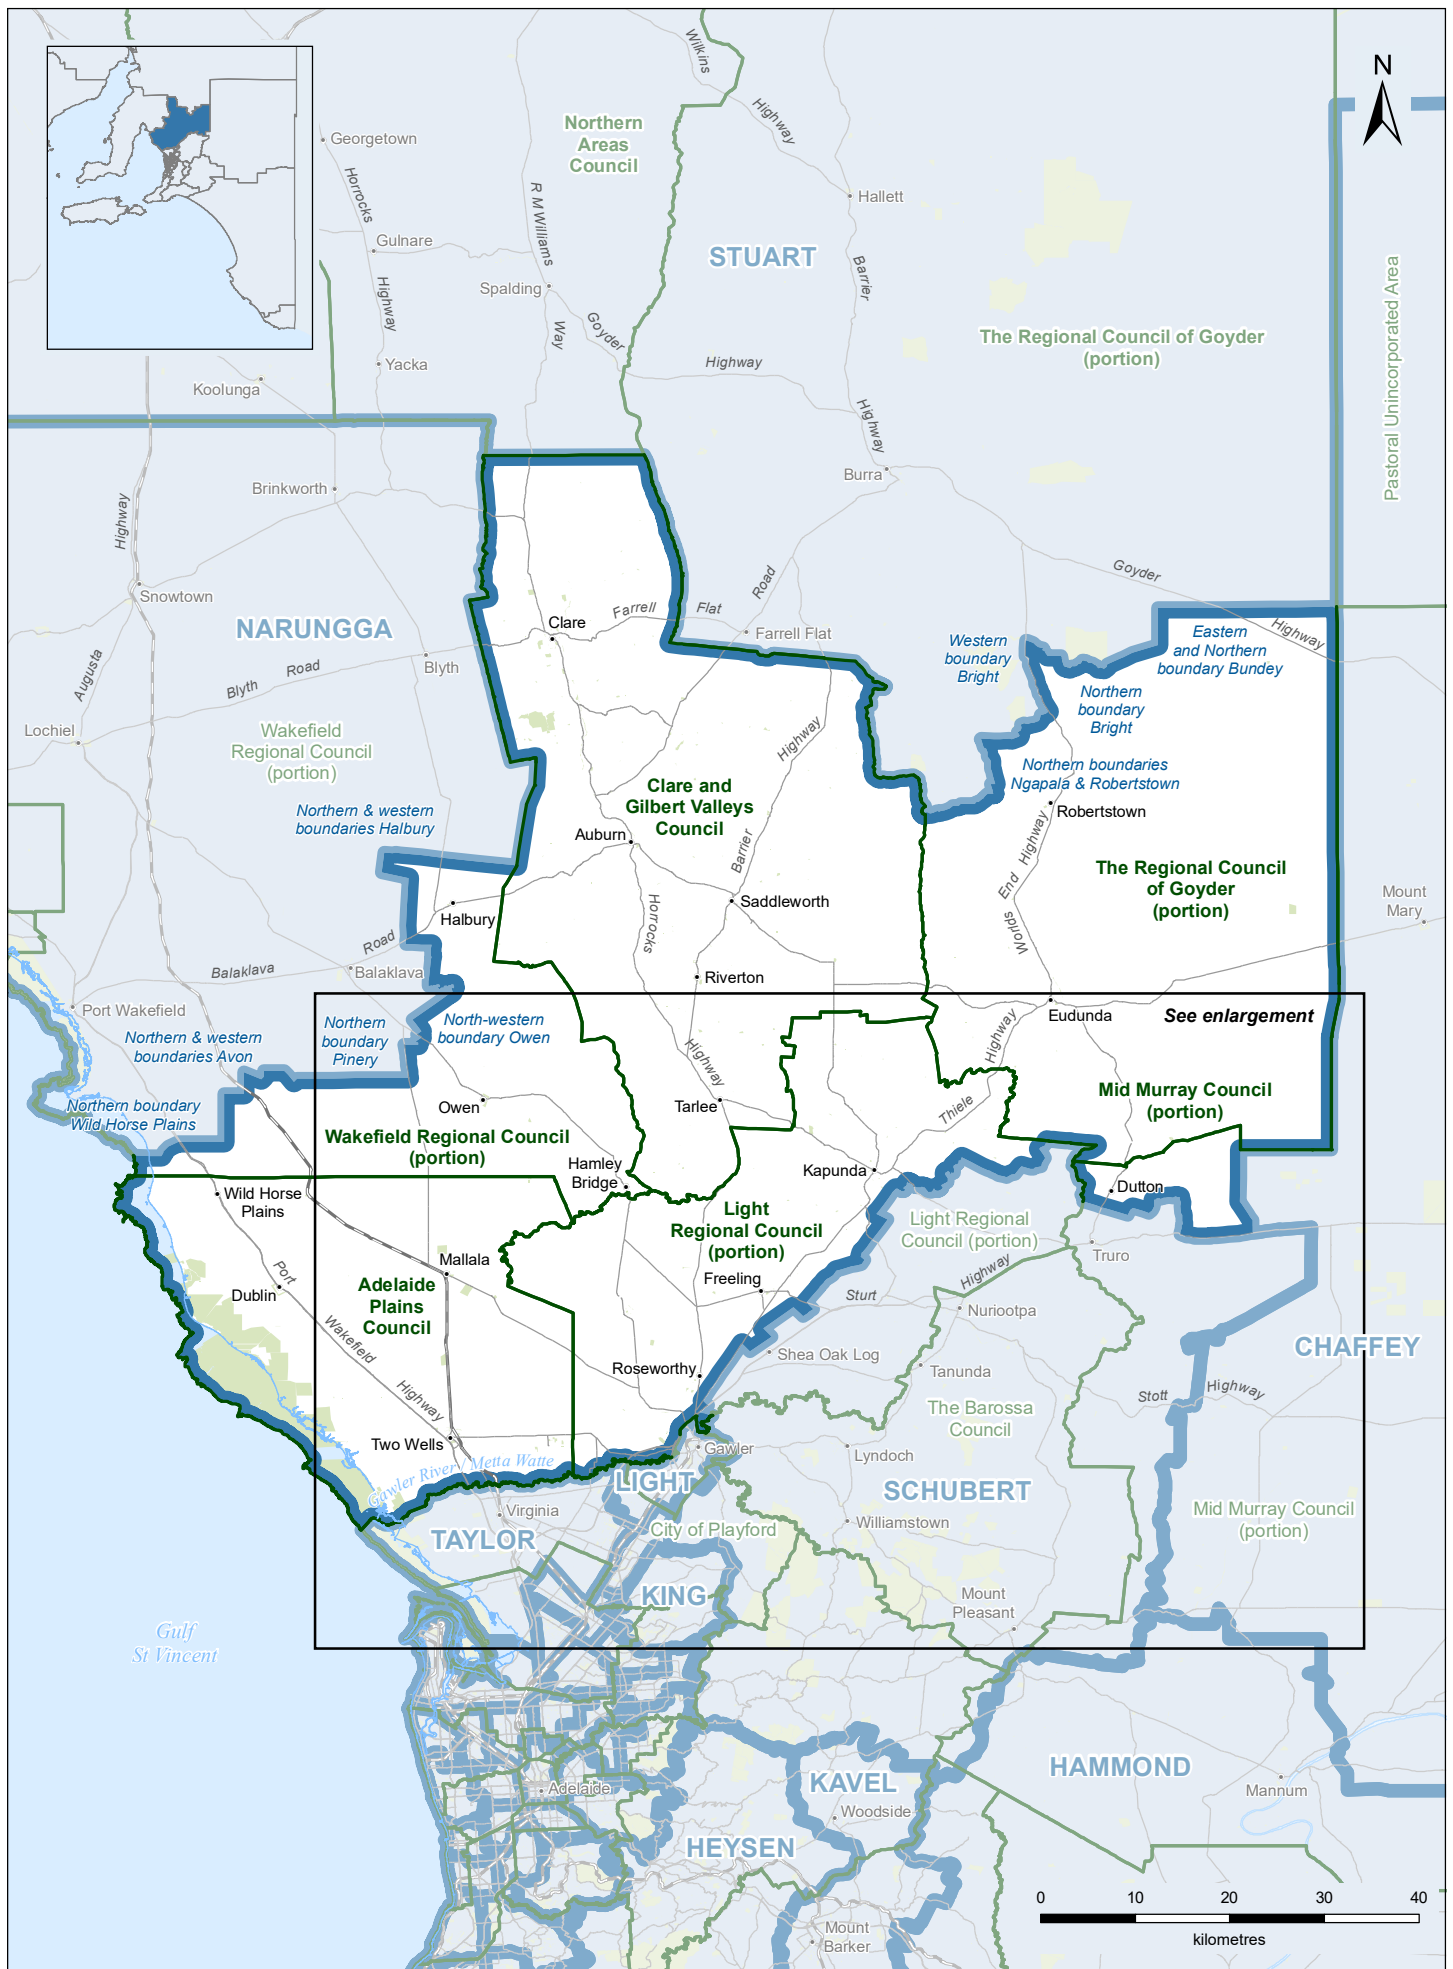 N
Wilkins
Highway
Northern
Areas
Council
Georgetown
Horrocks
Highway
R M Williams
Way
Hallett
Gulnare
STUART
Barrier
Highway
Spalding
Goyder
Highway
The Regional Council of Goyder
(portion)
Pastoral Unincorporated Area
Yacka
Koolunga
Burra
Brinkworth
Highway
Augusta
Snowtown
Goyder
Highway
Road
Farrell
Flat
Clare
Farrell Flat
NARUNGGA
Western
boundary
Bright
Eastern
and Northern
boundary Bundey
Blyth
Blyth
Road
Northern
boundary
Bright
Lochiel
Wakefield
Regional Council
(portion)
Highway
Barrier
Northern boundaries
Ngapala & Robertstown
Clare and
Gilbert Valleys
Council
Northern & western
boundaries Halbury
Robertstown
Auburn
Worlds
End
Highway
The Regional Council
of Goyder
(portion)
Mount
Mary
Halbury
Saddleworth
Horrocks
Highway
Balaklava
Road
Balaklava
Riverton
Port Wakefield
Northern & western
boundaries Avon
Northern
boundary
Pinery
North-western
boundary Owen
Eudunda
See enlargement
Thiele
Highway
Northern boundary
Wild Horse Plains
Owen
Tarlee
Mid Murray Council
(portion)
Wakefield Regional Council
(portion)
Hamley
Bridge
Kapunda
Dutton
Wild Horse
Plains
Light
Regional Council
(portion)
Light Regional
Council (portion)
Truro
Mallala
Freeling
Sturt
Highway
Port
Wakefield
Highway
Dublin
Adelaide
Plains
Council
Nuriootpa
Shea Oak Log
CHAFFEY
Roseworthy
Tanunda
Stott
Highway
The Barossa
Council
Two Wells
Gawler
Lyndoch
Gawler River / Metta Watte
LIGHT
SCHUBERT
Virginia
Mid Murray Council
(portion)
Williamstown
City of Playford
TAYLOR
KING
Mount
Pleasant
Gulf
St Vincent
HAMMOND
KAVEL
Adelaide
Mannum
Woodside
HEYSEN
Mount
Barker
0 10 20 30 40
kilometres